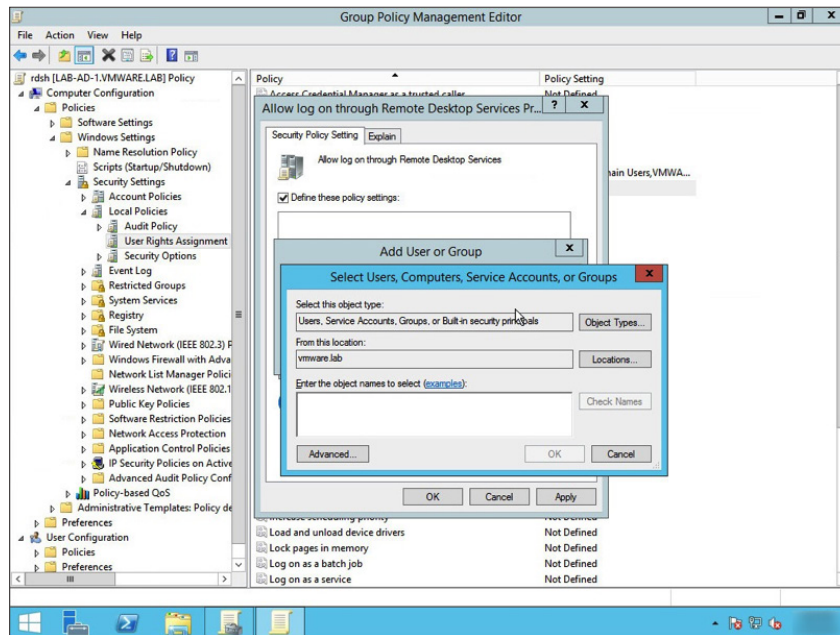 Group Policy Management Editor
File Action View Help
rdsh [LAB-AD-1.VMWARE.LAB] Policy
Computer Configuration
Policies
Software Settings
Windows Settings
Name Resolution Policy
Scripts (Startup/Shutdown)
Security Settings
Account Policies
Local Policies
Audit Policy
User Rights Assignment
Security Options
Event Log
Restricted Groups
System Services
Registry
File System
Wired Network (IEEE 802.3) P
Windows Firewall with Adva
Network List Manager Polici
Wireless Network (IEEE 802.1
Public Key Policies
Software Restriction Policies
Network Access Protection
Application Control Policies
IP Security Policies on Active
Advanced Audit Policy Conf
Policy-based QoS
Administrative Templates: Policy de
Preferences
User Configuration
Policies
Preferences
Policy Policy Setting
Access Credential Manager as a trusted caller Not Defined
ain Users,VMWA...
Allow log on through Remote Desktop Services Pr... ? x
Security Policy Setting Explain
Allow log on through Remote Desktop Services
Define these policy settings:
Add User or Group x
Select Users, Computers, Service Accounts, or Groups x
Select this object type:
Users, Service Accounts, Groups, or Built-in security principals Object Types...
From this location:
vmware.lab Locations...
Enter the object names to select (examples):
Check Names
Advanced... OK Cancel
OK Cancel Apply
Increase scheduling priority Not Defined
Load and unload device drivers Not Defined
Lock pages in memory Not Defined
Log on as a batch job Not Defined
Log on as a service Not Defined